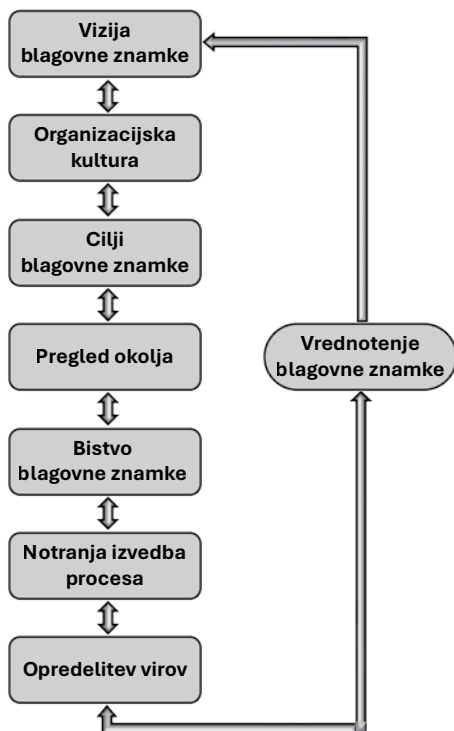 Vizija
blagovne znamke
Organizacijska
kultura
Cilji
blagovne znamke
Pregled okolja
Vrednotenje
blagovne znamke
Bistvo
blagovne znamke
Notranja izvedba
procesa
Opredelitev virov